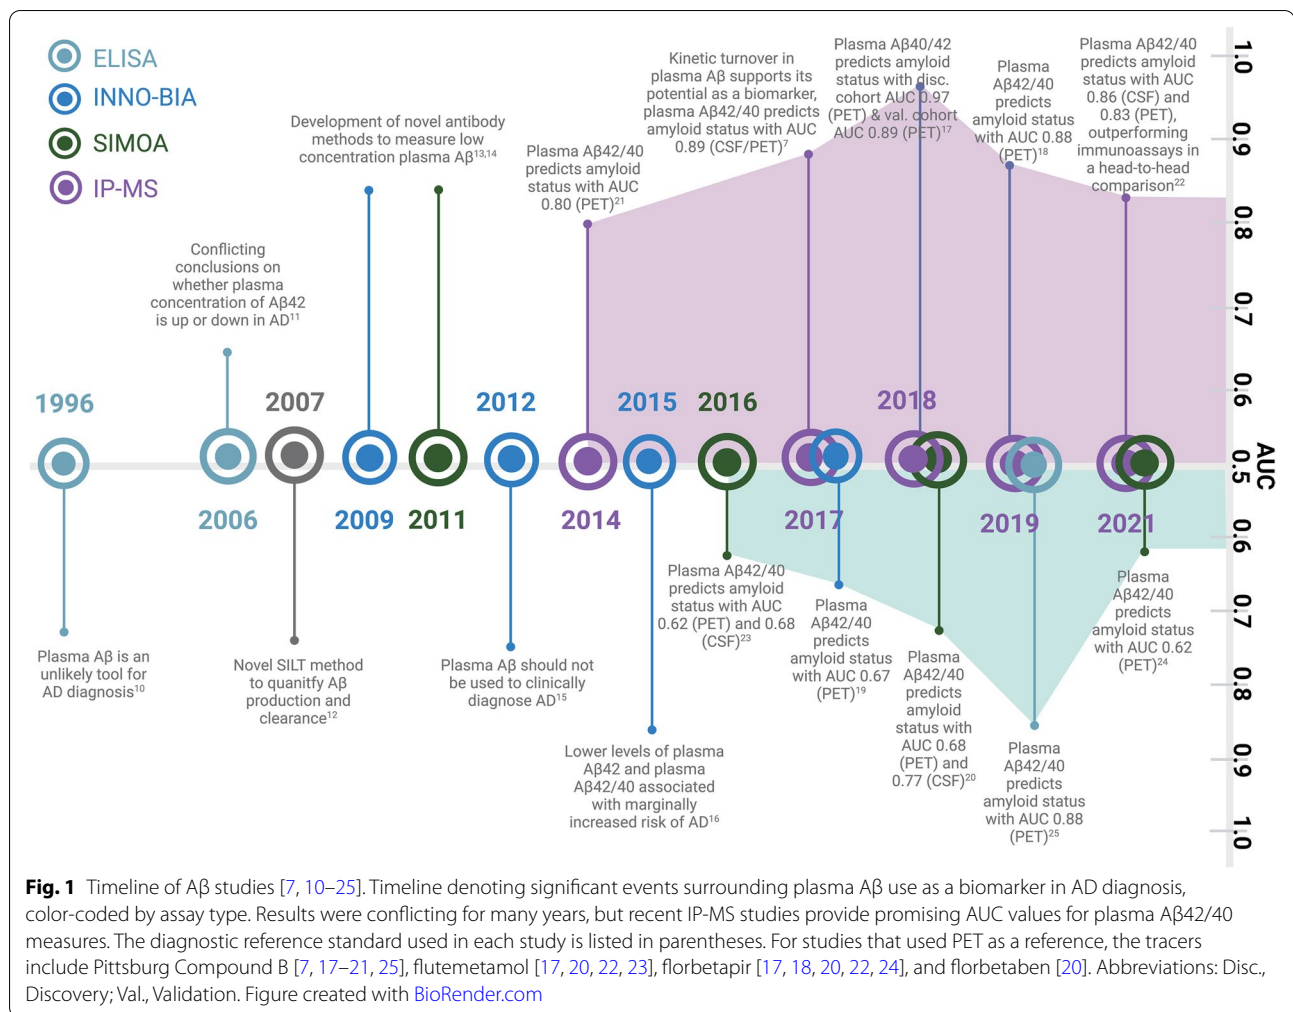 ELISA
INNO-BIA
SIMOA
IP-MS
Conflicting
conclusions on
whether plasma
concentration of Aβ42
is up or down in AD¹¹
Development of novel antibody
methods to measure low
concentration plasma Aβ¹³,¹⁴
Plasma Aβ42/40
predicts amyloid
status with AUC
0.80 (PET)²¹
Kinetic turnover in
plasma Aβ supports its
potential as a biomarker,
plasma Aβ42/40 predicts
amyloid status with AUC
0.89 (CSF/PET)⁷
Plasma Aβ40/42
predicts amyloid
status with disc.
cohort AUC 0.97
(PET) & val. cohort
AUC 0.89 (PET)¹⁷
Plasma
Aβ42/40
predicts
amyloid status
with AUC 0.88
(PET)¹⁸
Plasma Aβ42/40
predicts amyloid
status with AUC
0.86 (CSF) and
0.83 (PET),
outperforming
immunoassays in
a head-to-head
comparison²²
1996
2006
2007
2009
2011
2012
2014
2015
2016
2017
2018
2019
2021
Plasma Aβ is an
unlikely tool for
AD diagnosis¹⁰
Novel SILT method
to quanitfy Aβ
production and
clearance¹²
Plasma Aβ should not
be used to clinically
diagnose AD¹⁵
Lower levels of plasma
Aβ42 and plasma
Aβ42/40 associated
with marginally
increased risk of AD¹⁶
Plasma Aβ42/40
predicts amyloid
status with AUC
0.62 (PET) and 0.68
(CSF)²³
Plasma
Aβ42/40
predicts
amyloid status
with AUC 0.67
(PET)¹⁹
Plasma
Aβ42/40
predicts
amyloid
status with
AUC 0.68
(PET) and
0.77 (CSF)²⁰
Plasma
Aβ42/40
predicts
amyloid status
with AUC 0.88
(PET)²⁵
Plasma
Aβ42/40
predicts
amyloid status
with AUC 0.62
(PET)²⁴
1.0
0.9
0.8
0.7
0.6
0.5
AUC
0.6
0.7
0.8
0.9
1.0
Fig. 1 Timeline of Aβ studies [7, 10–25]. Timeline denoting significant events surrounding plasma Aβ use as a biomarker in AD diagnosis,
color-coded by assay type. Results were conflicting for many years, but recent IP-MS studies provide promising AUC values for plasma Aβ42/40
measures. The diagnostic reference standard used in each study is listed in parentheses. For studies that used PET as a reference, the tracers
include Pittsburg Compound B [7, 17–21, 25], flutemetamol [17, 20, 22, 23], florbetapir [17, 18, 20, 22, 24], and florbetaben [20]. Abbreviations: Disc.,
Discovery; Val., Validation. Figure created with BioRender.com